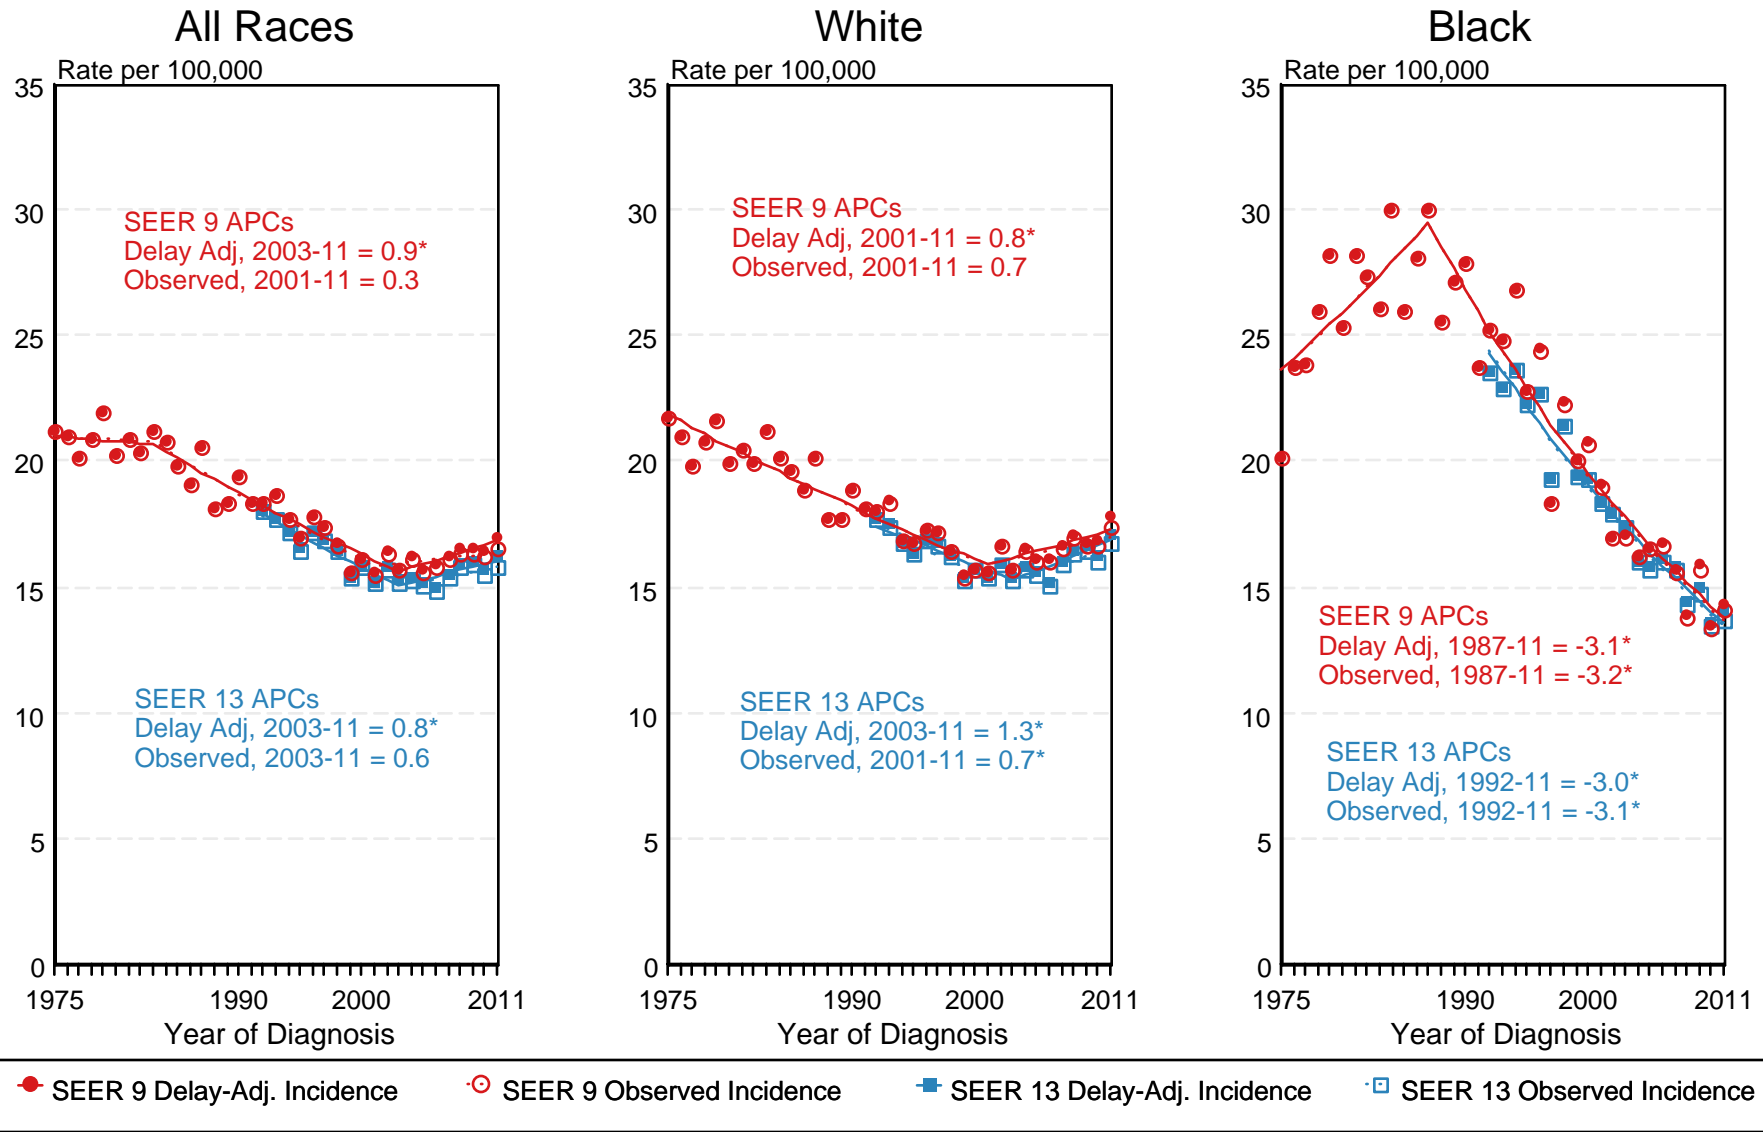 All Races
White
Black
Rate per 100,000
35
30
25
20
15
10
5
0
SEER 9 APCs
Delay Adj, 2003-11 = 0.9*
Observed, 2001-11 = 0.3
SEER 13 APCs
Delay Adj, 2003-11 = 0.8*
Observed, 2003-11 = 0.6
1975
1990
2000
2011
Year of Diagnosis
Rate per 100,000
35
30
25
20
15
10
5
0
SEER 9 APCs
Delay Adj, 2001-11 = 0.8*
Observed, 2001-11 = 0.7
SEER 13 APCs
Delay Adj, 2003-11 = 1.3*
Observed, 2001-11 = 0.7*
1975
1990
2000
2011
Year of Diagnosis
Rate per 100,000
35
30
25
20
15
10
5
0
SEER 9 APCs
Delay Adj, 1987-11 = -3.1*
Observed, 1987-11 = -3.2*
SEER 13 APCs
Delay Adj, 1992-11 = -3.0*
Observed, 1992-11 = -3.1*
1975
1990
2000
2011
Year of Diagnosis
SEER 9 Delay-Adj. Incidence
SEER 9 Observed Incidence
SEER 13 Delay-Adj. Incidence
SEER 13 Observed Incidence